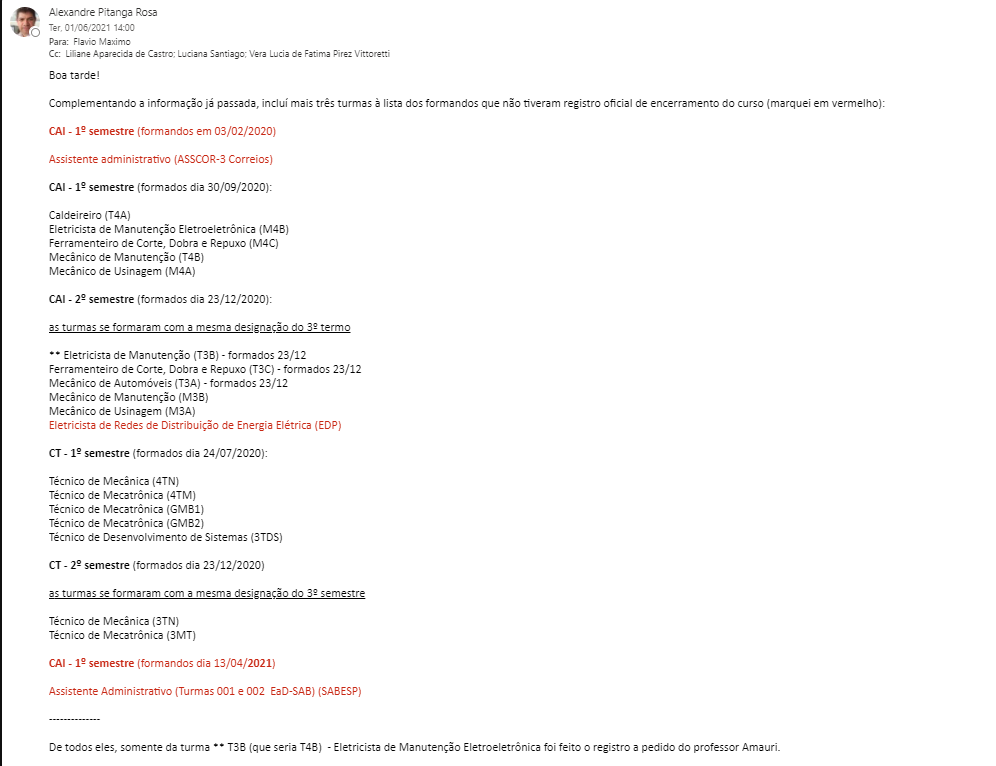 Alexandre Pitanga Rosa
Ter, 01/06/2021 14:00
Para: Flavio Maximo
Cc: Liliane Aparecida de Castro; Luciana Santiago; Vera Lucia de Fatima Pirez Vittoretti
Boa tarde!
Complementando a informação já passada, incluí mais três turmas à lista dos formandos que não tiveram registro oficial de encerramento do curso (marquei em vermelho):
CAI - 1º semestre (formandos em 03/02/2020)
Assistente administrativo (ASSCOR-3 Correios)
CAI - 1º semestre (formados dia 30/09/2020):
Caldeireiro (T4A)
Eletricista de Manutenção Eletroeletrônica (M4B)
Ferramenteiro de Corte, Dobra e Repuxo (M4C)
Mecânico de Manutenção (T4B)
Mecânico de Usinagem (M4A)
CAI - 2º semestre (formados dia 23/12/2020):
as turmas se formaram com a mesma designação do 3º termo
** Eletricista de Manutenção (T3B) - formados 23/12
Ferramenteiro de Corte, Dobra e Repuxo (T3C) - formados 23/12
Mecânico de Automóveis (T3A) - formados 23/12
Mecânico de Manutenção (M3B)
Mecânico de Usinagem (M3A)
Eletricista de Redes de Distribuição de Energia Elétrica (EDP)
CT - 1º semestre (formados dia 24/07/2020):
Técnico de Mecânica (4TN)
Técnico de Mecatrônica (4TM)
Técnico de Mecatrônica (GMB1)
Técnico de Mecatrônica (GMB2)
Técnico de Desenvolvimento de Sistemas (3TDS)
CT - 2º semestre (formados dia 23/12/2020)
as turmas se formaram com a mesma designação do 3º semestre
Técnico de Mecânica (3TN)
Técnico de Mecatrônica (3MT)
CAI - 1º semestre (formandos dia 13/04/2021)
Assistente Administrativo (Turmas 001 e 002 EaD-SAB) (SABESP)
--------------
De todos eles, somente da turma ** T3B (que seria T4B) - Eletricista de Manutenção Eletroeletrônica foi feito o registro a pedido do professor Amauri.